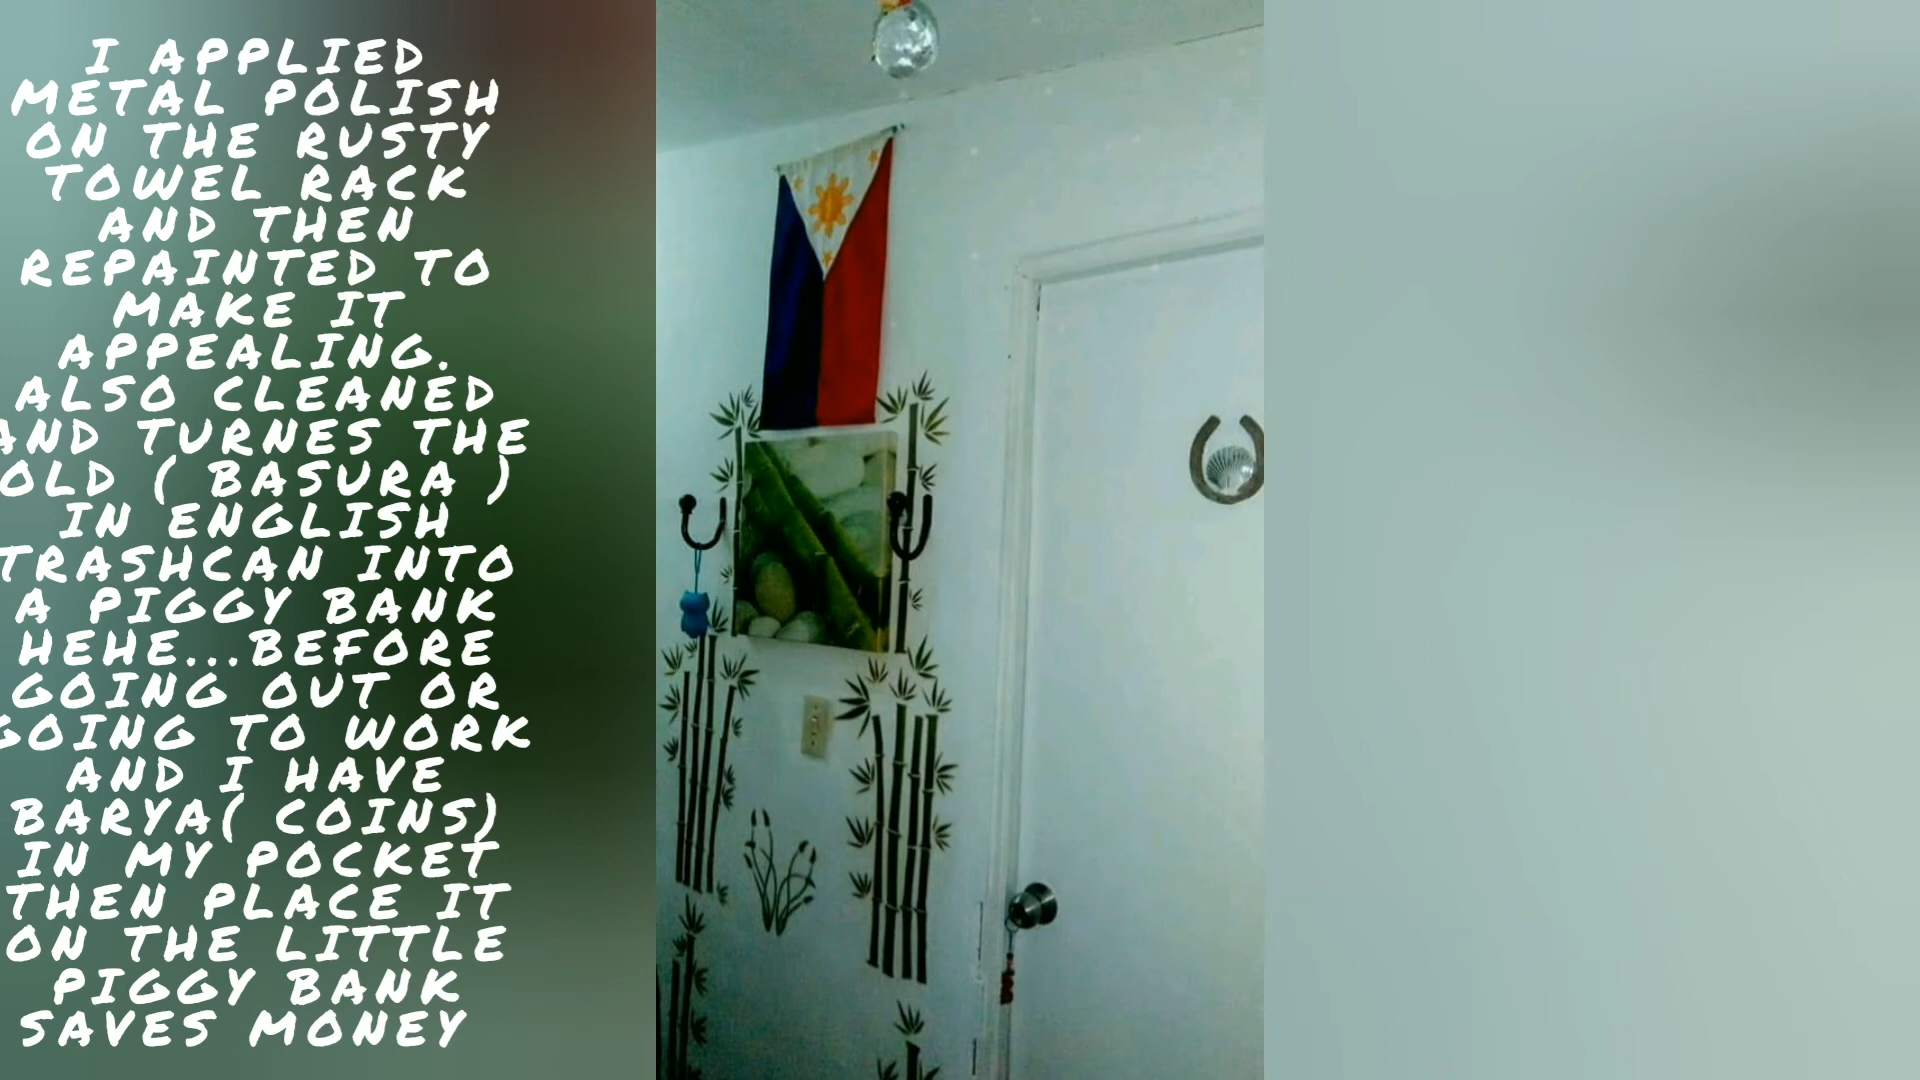 I APPLIED
METAL POLISH
ON THE RUSTY
TOWEL RACK
AND THEN
REPAINTED TO
MAKE IT
APPEALING.
ALSO CLEANED
AND TURNES THE
OLD ( BASURA )
IN ENGLISH
TRASHCAN INTO
A PIGGY BANK
HEHE...BEFORE
GOING OUT OR
GOING TO WORK
AND I HAVE
BARYA( COINS)
IN MY POCKET
THEN PLACE IT
ON THE LITTLE
PIGGY BANK
SAVES MONEY